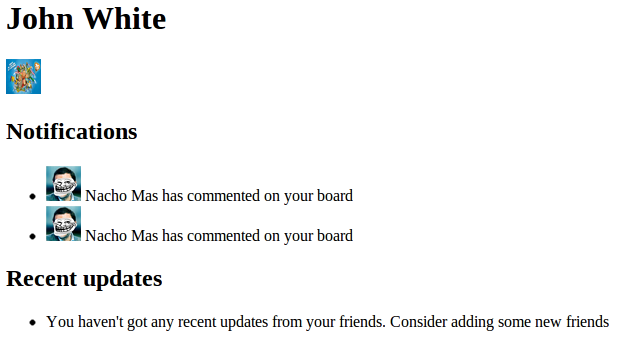 John White
Notifications
Nacho Mas has commented on your board
Nacho Mas has commented on your board
Recent updates
You haven't got any recent updates from your friends. Consider adding some new friends